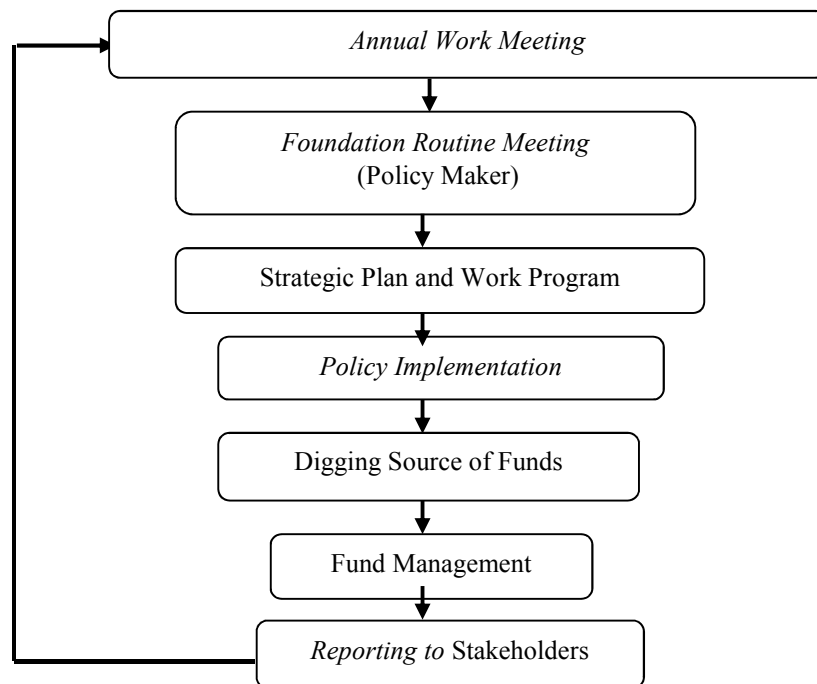 Annual Work Meeting
Foundation Routine Meeting
(Policy Maker)
Strategic Plan and Work Program
Policy Implementation
Digging Source of Funds
Fund Management
Reporting to Stakeholders